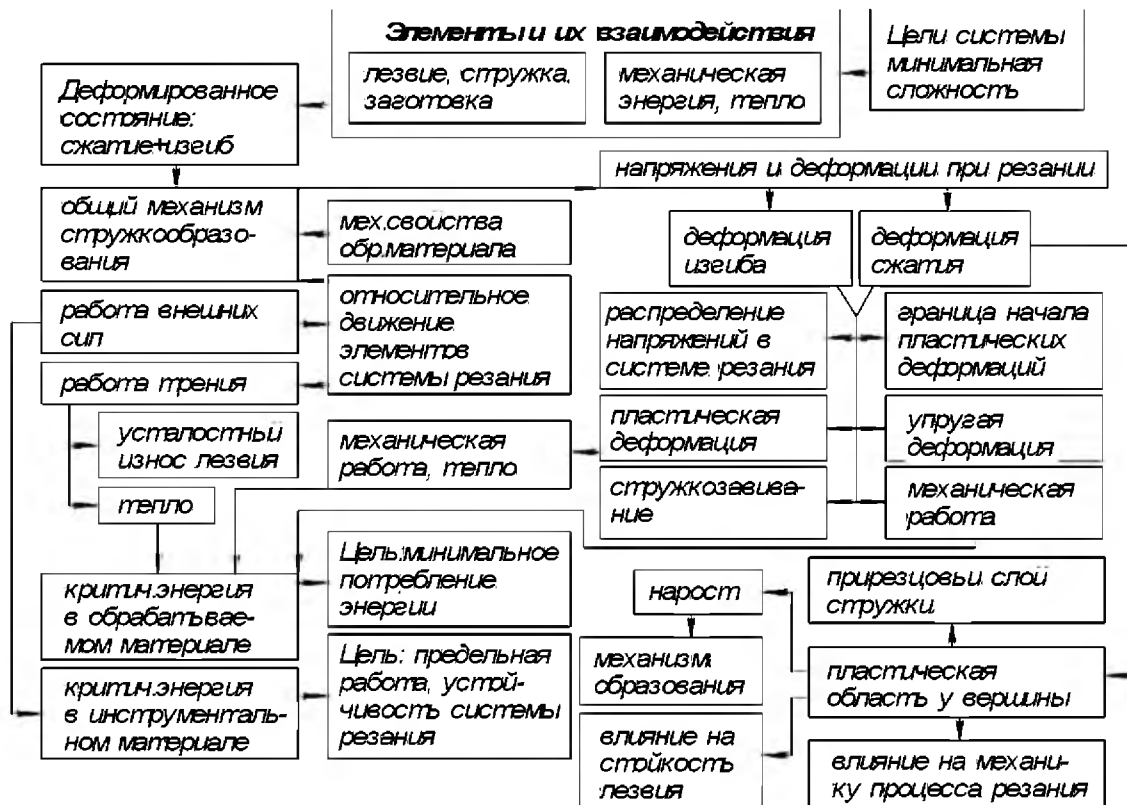 Элементы и их взаимодействия
лезвие, стружка,
заготовка
механическая
энергия, тепло
Цели системы
минимальная
сложность
Деформированное
состояние:
сжатие+изгиб
напряжения и деформации при резании
общий механизм
стружкообразо-
вания
мех.свойства
обр.материала
деформация
изгиба
деформация
сжатия
работа внешних
сил
относительное
движение
элементов
системы резания
распределение
напряжений в
системе резания
граница начала
пластических
деформаций
работа трения
усталостный
износ лезвия
механическая
работа, тепло
пластическая
деформация
упругая
деформация
тепло
стружкозавива-
ние
механическая
работа
критич.энергия
в обрабатывае-
мом материале
Цель:минимальное
потребление
энергии
нарост
прирезцовый слой
стружки
критич.энергия
в инструменталь-
ном материале
Цель: предельная
работа, устой-
чивость системы
резания
механизм
образования
пластическая
область у вершины
влияние на
стойкость
лезвия
влияние на механи-
ку процесса резания